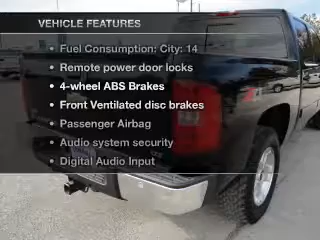 VEHICLE FEATURES
• Fuel Consumption: City: 14
• Remote power door locks
• 4-wheel ABS Brakes
• Front Ventilated disc brakes
• Passenger Airbag
• Audio system security
• Digital Audio Input